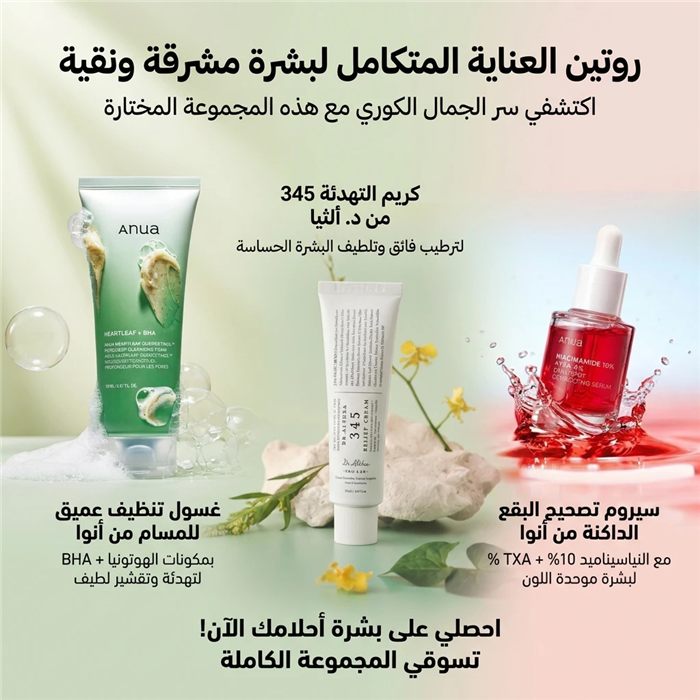 روتين العناية المتكامل لبشرة مشرقة ونقية
اكتشفي سر الجمال الكوري مع هذه المجموعة المختارة
كريم التهدئة 345
من د. ألثيا
لترطيب فائق وتلطيف البشرة الحساسة
Anua
HEARTLEAF + BHA
345
RELIEF CREAM
Dr.Althea
Anua
NIACIMAMIDE 10%
سيروم تصحيح البقع
الداكنة من أنوا
مع النياسيناميد 10% + TXA %
لبشرة موحدة اللون
غسول تنظيف عميق
للمسام من أنوا
بمكونات الهوتونيا + BHA
لتهدئة وتقشير لطيف
احصلي على بشرة أحلامك الآن!
تسوقي المجموعة الكاملة